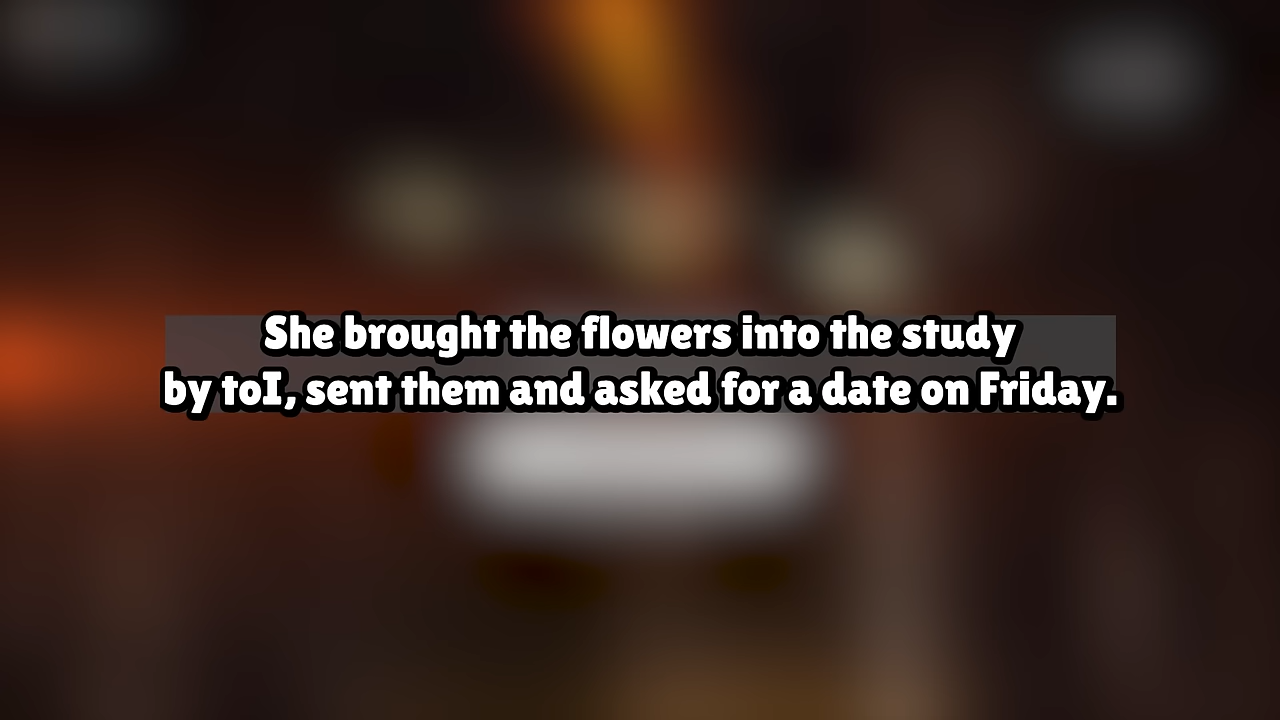 She brought the flowers into the study
by toI, sent them and asked for a date on Friday.